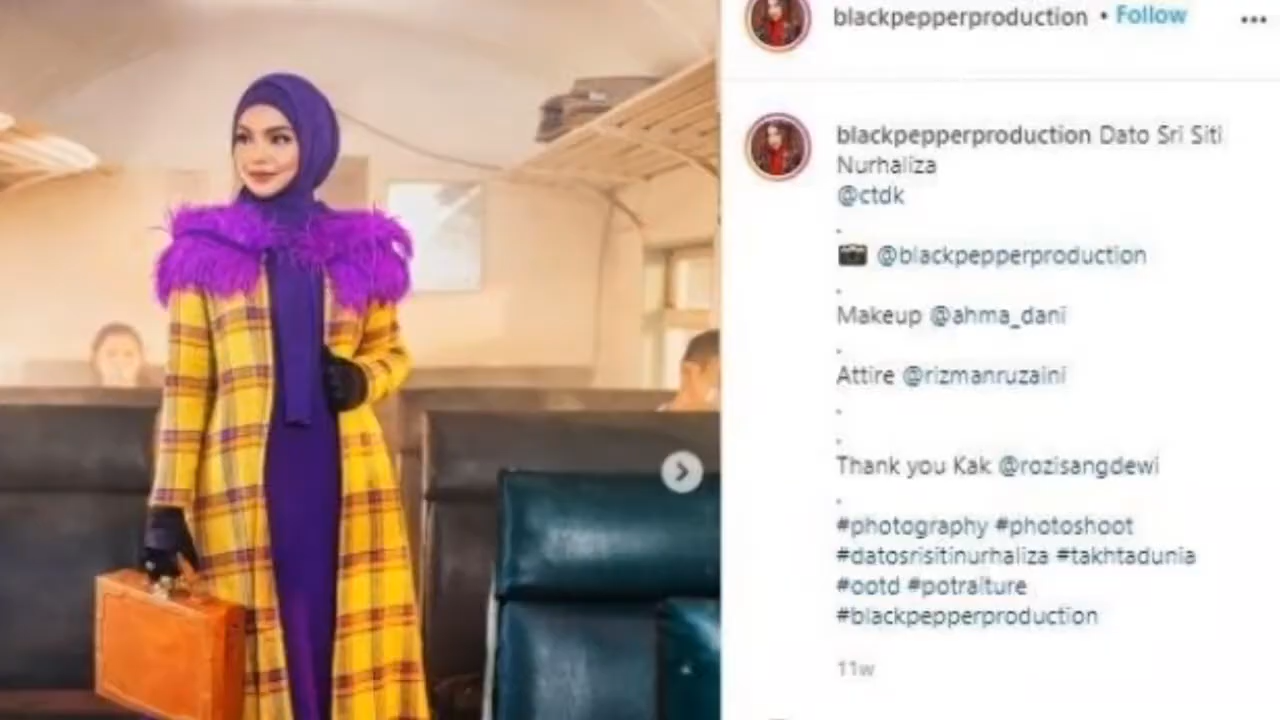 blackpepperproduction • Follow
blackpepperproduction Dato Sri Siti
Nurhaliza
@ctdk
.
@blackpepperproduction
.
Makeup @ahma_dani
.
Attire @rizmanruzaini
.
.
Thank you Kak @rozisangdewi
.
#photography #photoshoot
#datosrisitinurhaliza #takhtadunia
#ootd #potralture
#blackpepperproduction
11w